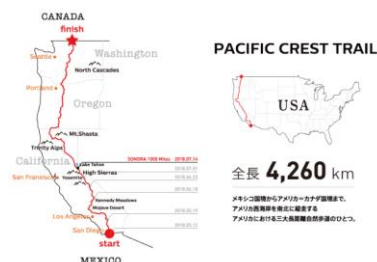 CANADA
finish
Seattle
Washington
North Cascades
Portland
Oregon
Mt.Shasta
Trinity Alps
California
SONORA 1000 Miles 2018.07.14
Lake Tahoe
High Sierras
San Francisco
Yosemite
Kennedy Meadows
Mojave Desert
Los Angeles
San Diego
start
MEXICO
PACIFIC CREST TRAIL
USA
全長 4,260 km
メキシコ国境からアメリカーカナダ国境まで、
アメリカ西海岸を南北に縦走する
アメリカにおける三大長距離自然歩道のひとつ。